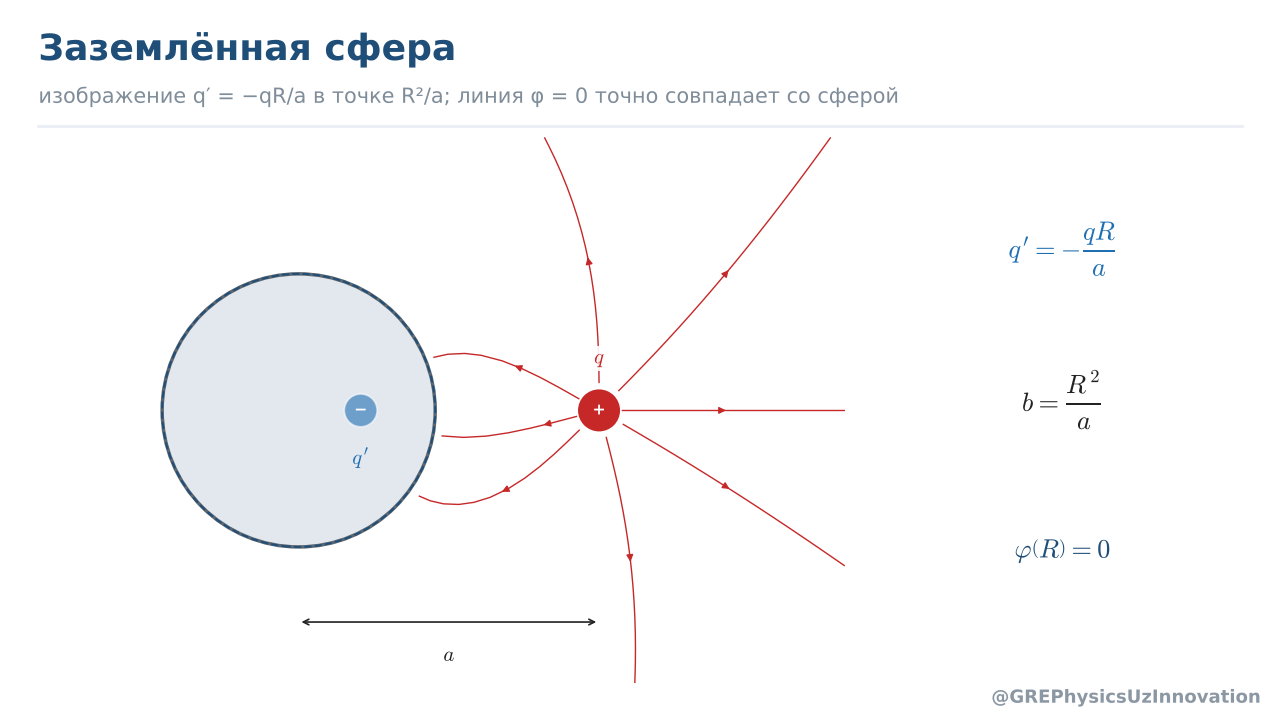 Заземлённая сфера
изображение q′ = −qR/a в точке R²/a; линия φ = 0 точно совпадает со сферой
q′ = −qR/a
q
+
−
b = R²/a
q′
φ(R) = 0
a
@GREPhysicsUzInnovation